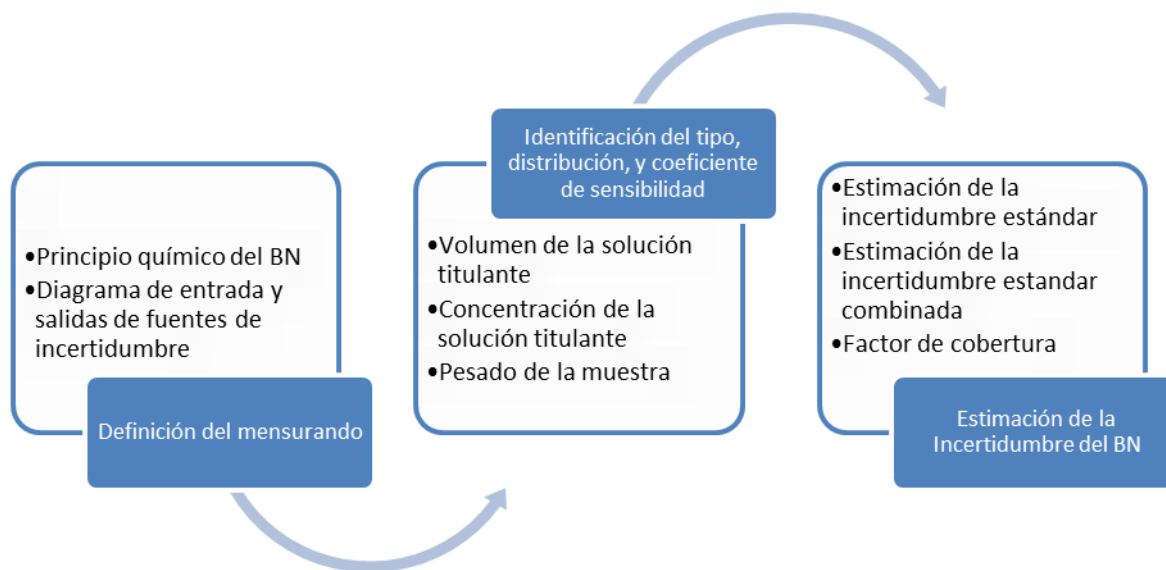 •Principio químico del BN
•Diagrama de entrada y
salidas de fuentes de
incertidumbre
Definición del mensurando
Identificación del tipo,
distribución, y coeficiente
de sensibilidad
•Volumen de la solución
titulante
•Concentración de la
solución titulante
•Pesado de la muestra
•Estimación de la
incertidumbre estándar
•Estimación de la
incertidumbre estandar
combinada
•Factor de cobertura
Estimación de la
Incertidumbre del BN